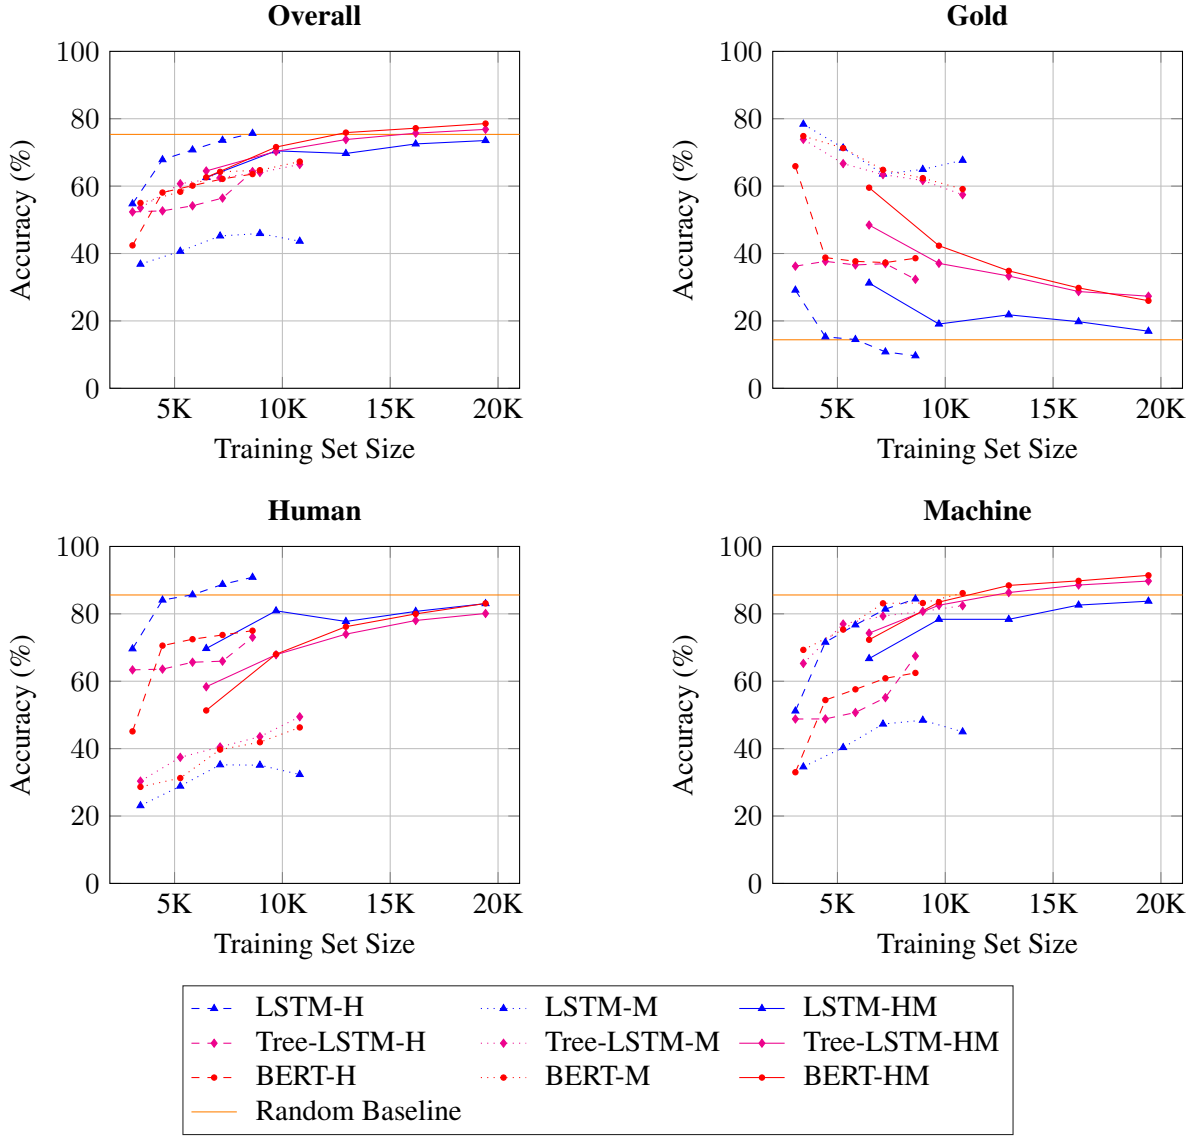 Overall
100
80
60
40
20
0
5K 10K 15K 20K
Accuracy (%)
Training Set Size
Gold
100
80
60
40
20
0
5K 10K 15K 20K
Accuracy (%)
Training Set Size
Human
100
80
60
40
20
0
5K 10K 15K 20K
Accuracy (%)
Training Set Size
Machine
100
80
60
40
20
0
5K 10K 15K 20K
Accuracy (%)
Training Set Size
LSTM-H LSTM-M LSTM-HM
Tree-LSTM-H Tree-LSTM-M Tree-LSTM-HM
BERT-H BERT-M BERT-HM
Random Baseline